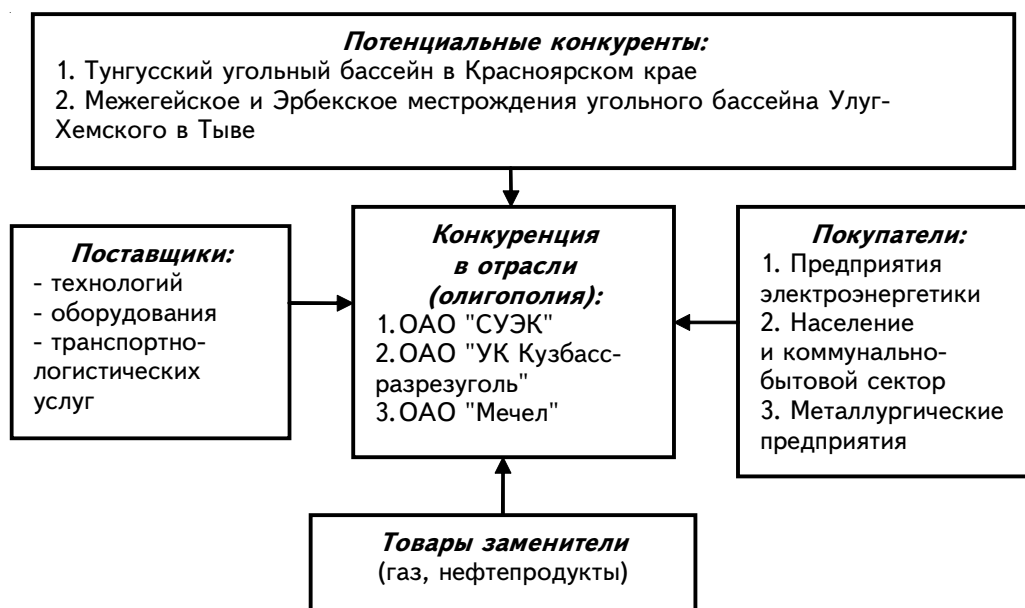 Потенциальные конкуренты:
1. Тунгусский угольный бассейн в Красноярском крае
2. Межегейское и Эрбекское местрождения угольного бассейна Улуг-
Хемского в Тыве
Поставщики:
- технологий
- оборудования
- транспортно-
логистических
услуг
Конкуренция
в отрасли
(олигополия):
1. ОАО "СУЭК"
2. ОАО "УК Кузбасс-
разрезуголь"
3. ОАО "Мечел"
Покупатели:
1. Предприятия
электроэнергетики
2. Население
и коммунально-
бытовой сектор
3. Металлургические
предприятия
Товары заменители
(газ, нефтепродукты)